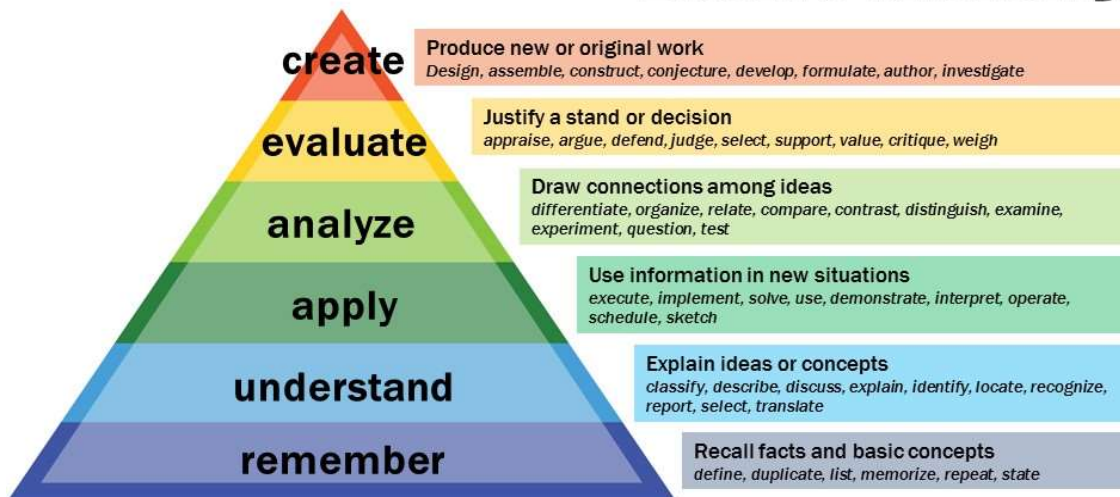 create
Produce new or original work
Design, assemble, construct, conjecture, develop, formulate, author, investigate
evaluate
Justify a stand or decision
appraise, argue, defend, judge, select, support, value, critique, weigh
analyze
Draw connections among ideas
differentiate, organize, relate, compare, contrast, distinguish, examine,
experiment, question, test
apply
Use information in new situations
execute, implement, solve, use, demonstrate, interpret, operate,
schedule, sketch
understand
Explain ideas or concepts
classify, describe, discuss, explain, identify, locate, recognize,
report, select, translate
remember
Recall facts and basic concepts
define, duplicate, list, memorize, repeat, state